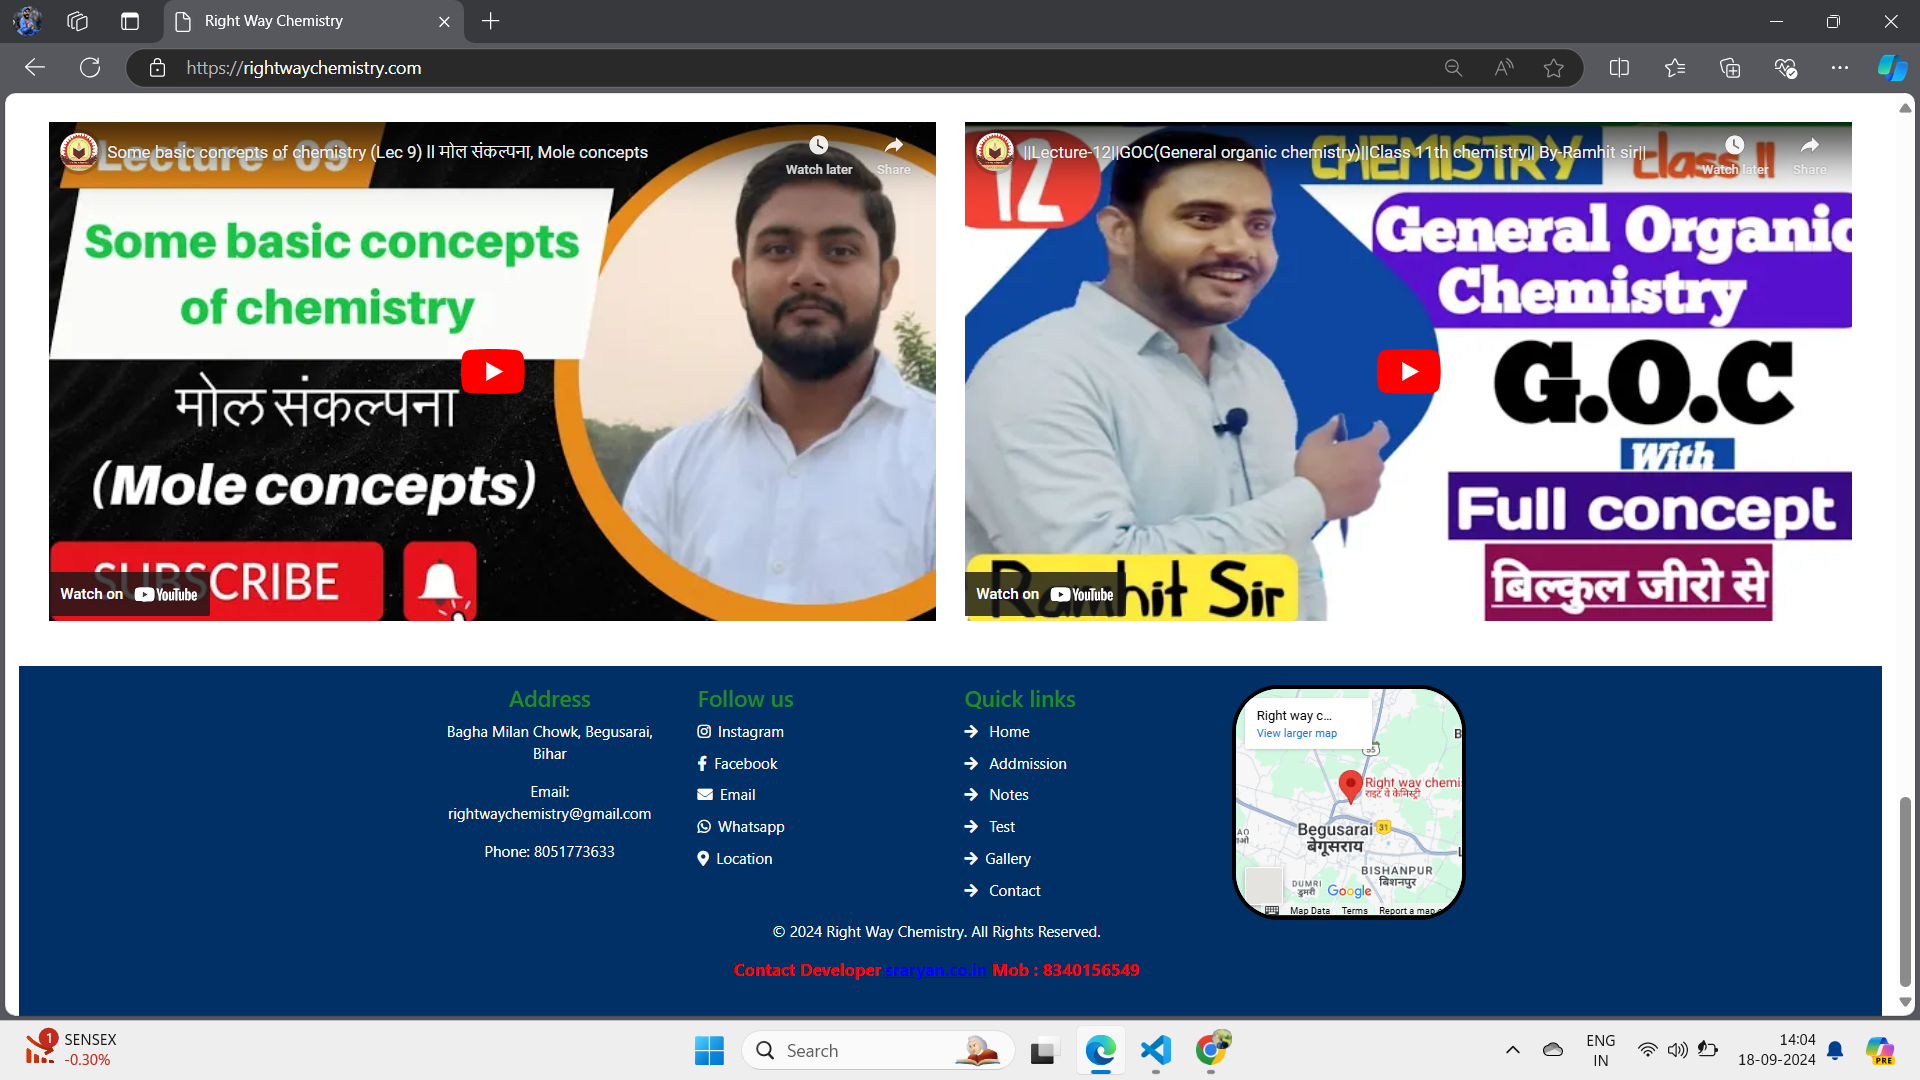 Right Way Chemistry
https://rightwaychemistry.com
Lecture 09
Some basic concepts of chemistry (Lec 9) ll मोल संकल्पना, Mole concepts
Watch later
Share
Some basic concepts
of chemistry
मोल संकल्पना
(Mole concepts)
SUBSCRIBE
Watch on YouTube
12
||Lecture-12||GOC(General organic chemistry)||Class 11th chemistry|| By-Ramhit sir||
CHEMISTRY Class 11
Watch later
Share
General Organic
Chemistry
G.O.C
With
Full concept
बिल्कुल जीरो से
Ramhit Sir
Watch on YouTube
Address
Bagha Milan Chowk, Begusarai,
Bihar
Email:
rightwaychemistry@gmail.com
Phone: 8051773633
Follow us
Instagram
Facebook
Email
Whatsapp
Location
Quick links
Home
Addmission
Notes
Test
Gallery
Contact
Right way c...
View larger map
55
Right way chemi
राइट वे केमिस्ट्री
Begusarai 31
बेगूसराय
BISHANPUR
बिशनपुर
DUMRI
डुमरी
Google
Map Data Terms Report a map
© 2024 Right Way Chemistry. All Rights Reserved.
Contact Developer sraryan.co.in Mob : 8340156549
1
SENSEX
-0.30%
Search
PRE
ENG
IN
14:04
18-09-2024